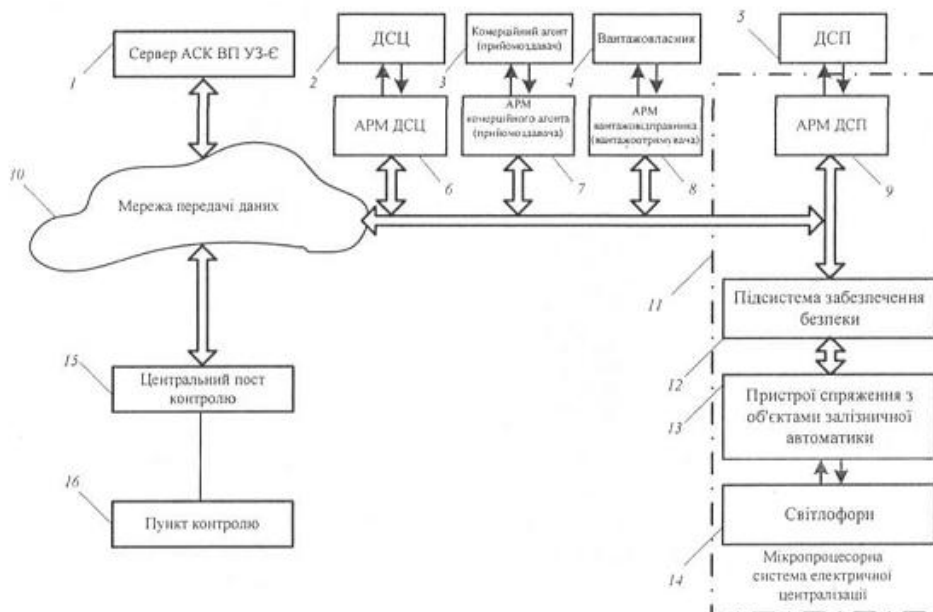 Сервер АСК ВП УЗ-Є
1
ДСЦ
2
Комерційний агент
(прийомоздавач)
3
Вантажовласник
4
ДСП
5
АРМ ДСЦ
6
АРМ
комерційного агента
(прийомоздавача)
7
АРМ
вантажовідправника
(вантажоотримувача)
8
АРМ ДСП
9
10
Мережа передачі даних
11
Підсистема забезпечення
безпеки
12
15
Центральний пост
контролю
Пристрої спряження з
об'єктами залізничної
автоматики
13
16
Пункт контролю
Світлофори
14
Мікропроцесорна
система електричної
централізації